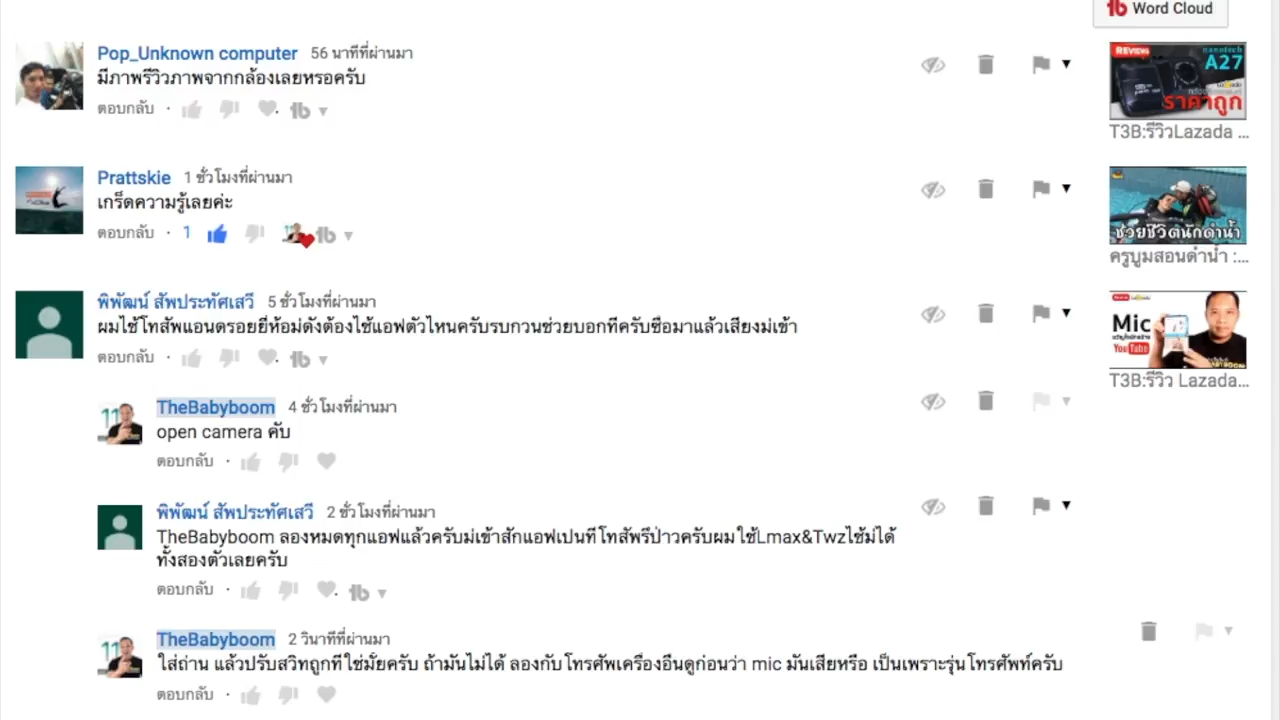 Word Cloud
Pop_Unknown computer 56 นาทีที่ผ่านมา
มีภาพรีวิวภาพจากกล้องเลยหรอครับ
ตอบกลับ ·
REVIEWS
A27
ราคาถูก
T3B:รีวิวLazada ...
Prattskie 1 ชั่วโมงที่ผ่านมา
เกร็ดความรู้เลยค่ะ
ตอบกลับ · 1
ช่วยชีวิตนักดำน้ำ
ครูบูมสอนดำน้ำ :...
พิพัฒน์ สัพประทัศเสวี 5 ชั่วโมงที่ผ่านมา
ผมไช้โทสัพแอนดรอยยี่ห้อม่ดังต้องไช้แอฟตัวไหนครับรบกวนช่วยบอกทีครับซื้อมาแล้วเสียงม่เข้า
ตอบกลับ ·
Mic
YouTube
T3B:รีวิว Lazada...
TheBabyboom 4 ชั่วโมงที่ผ่านมา
open camera คับ
ตอบกลับ ·
พิพัฒน์ สัพประทัศเสวี 2 ชั่วโมงที่ผ่านมา
TheBabyboom ลองหมดทุกแอฟแล้วครับม่เข้าสักแอฟเปนทีโทสัพรึป่าวครับผมใช้Lmax&Twzไช้ม่ได้
ทั้งสองตัวเลยครับ
ตอบกลับ ·
TheBabyboom 2 วินาทีที่ผ่านมา
ใส่ถ่าน แล้วปรับสวิทถูกที่ใช่มั้ยครับ ถ้ามันไม่ได้ ลองกับโทรศัพเครื่องอื่นดูก่อนว่า mic มันเสียหรือ เป็นเพราะรุ่นโทรศัพท์ครับ
ตอบกลับ ·